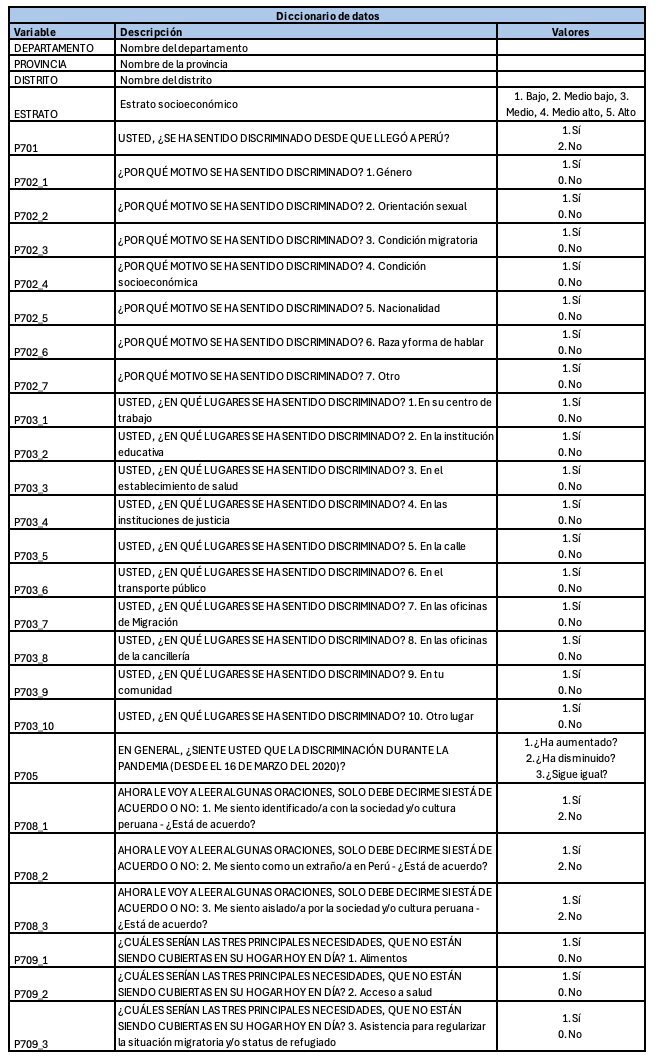 Diccionario de datos
Variable Descripción Valores
DEPARTAMENTO Nombre del departamento
PROVINCIA Nombre de la provincia
DISTRITO Nombre del distrito
ESTRATO Estrato socioeconómico 1. Bajo, 2. Medio bajo, 3.
Medio, 4. Medio alto, 5. Alto
P701 USTED, ¿SE HA SENTIDO DISCRIMINADO DESDE QUE LLEGÓ A PERÚ? 1.Sí
2.No
P702_1 ¿POR QUÉ MOTIVO SE HA SENTIDO DISCRIMINADO? 1.Género 1.Sí
0.No
P702_2 ¿POR QUÉ MOTIVO SE HA SENTIDO DISCRIMINADO? 2. Orientación sexual 1.Sí
0.No
P702_3 ¿POR QUÉ MOTIVO SE HA SENTIDO DISCRIMINADO? 3. Condición migratoria 1.Sí
0.No
P702_4 ¿POR QUÉ MOTIVO SE HA SENTIDO DISCRIMINADO? 4. Condición 1.Sí
socioeconómica 0.No
P702_5 ¿POR QUÉ MOTIVO SE HA SENTIDO DISCRIMINADO? 5. Nacionalidad 1.Sí
0.No
P702_6 ¿POR QUÉ MOTIVO SE HA SENTIDO DISCRIMINADO? 6. Raza y forma de hablar 1.Sí
0.No
P702_7 ¿POR QUÉ MOTIVO SE HA SENTIDO DISCRIMINADO? 7. Otro 1.Sí
0.No
P703_1 USTED, ¿EN QUÉ LUGARES SE HA SENTIDO DISCRIMINADO? 1.En su centro de 1.Sí
trabajo 0.No
P703_2 USTED, ¿EN QUÉ LUGARES SE HA SENTIDO DISCRIMINADO? 2. En la institución 1.Sí
educativa 0.No
P703_3 USTED, ¿EN QUÉ LUGARES SE HA SENTIDO DISCRIMINADO? 3. En el 1.Sí
establecimiento de salud 0.No
P703_4 USTED, ¿EN QUÉ LUGARES SE HA SENTIDO DISCRIMINADO? 4. En las 1.Sí
instituciones de justicia 0.No
P703_5 USTED, ¿EN QUÉ LUGARES SE HA SENTIDO DISCRIMINADO? 5. En la calle 1.Sí
0.No
P703_6 USTED, ¿EN QUÉ LUGARES SE HA SENTIDO DISCRIMINADO? 6. En el 1.Sí
transporte público 0.No
P703_7 USTED, ¿EN QUÉ LUGARES SE HA SENTIDO DISCRIMINADO? 7. En las oficinas 1.Sí
de Migración 0.No
P703_8 USTED, ¿EN QUÉ LUGARES SE HA SENTIDO DISCRIMINADO? 8. En las oficinas 1.Sí
de la cancillería 0.No
P703_9 USTED, ¿EN QUÉ LUGARES SE HA SENTIDO DISCRIMINADO? 9. En tu 1.Sí
comunidad 0.No
P703_10 USTED, ¿EN QUÉ LUGARES SE HA SENTIDO DISCRIMINADO? 10. Otro lugar 1.Sí
0.No
P705 EN GENERAL, ¿SIENTE USTED QUE LA DISCRIMINACIÓN DURANTE LA 1.¿Ha aumentado?
PANDEMIA (DESDE EL 16 DE MARZO DEL 2020)? 2.¿Ha disminuido?
3.¿Sigue igual?
P708_1 AHORA LE VOY A LEER ALGUNAS ORACIONES, SOLO DEBE DECIRME SI ESTÁ DE
ACUERDO O NO: 1. Me siento identificado/a con la sociedad y/o cultura 1.Sí
peruana - ¿Está de acuerdo? 2.No
P708_2 AHORA LE VOY A LEER ALGUNAS ORACIONES, SOLO DEBE DECIRME SI ESTÁ DE 1.Sí
ACUERDO O NO: 2. Me siento como un extraño/a en Perú - ¿Está de acuerdo? 2.No
P708_3 AHORA LE VOY A LEER ALGUNAS ORACIONES, SOLO DEBE DECIRME SI ESTÁ DE
ACUERDO O NO: 3. Me siento aislado/a por la sociedad y/o cultura peruana - 1.Sí
¿Está de acuerdo? 2.No
P709_1 ¿CUÁLES SERÍAN LAS TRES PRINCIPALES NECESIDADES, QUE NO ESTÁN 1.Sí
SIENDO CUBIERTAS EN SU HOGAR HOY EN DÍA? 1. Alimentos 0.No
P709_2 ¿CUÁLES SERÍAN LAS TRES PRINCIPALES NECESIDADES, QUE NO ESTÁN 1.Sí
SIENDO CUBIERTAS EN SU HOGAR HOY EN DÍA? 2. Acceso a salud 0.No
P709_3 ¿CUÁLES SERÍAN LAS TRES PRINCIPALES NECESIDADES, QUE NO ESTÁN
SIENDO CUBIERTAS EN SU HOGAR HOY EN DÍA? 3. Asistencia para regularizar 1.Sí
la situación migratoria y/o status de refugiado 0.No